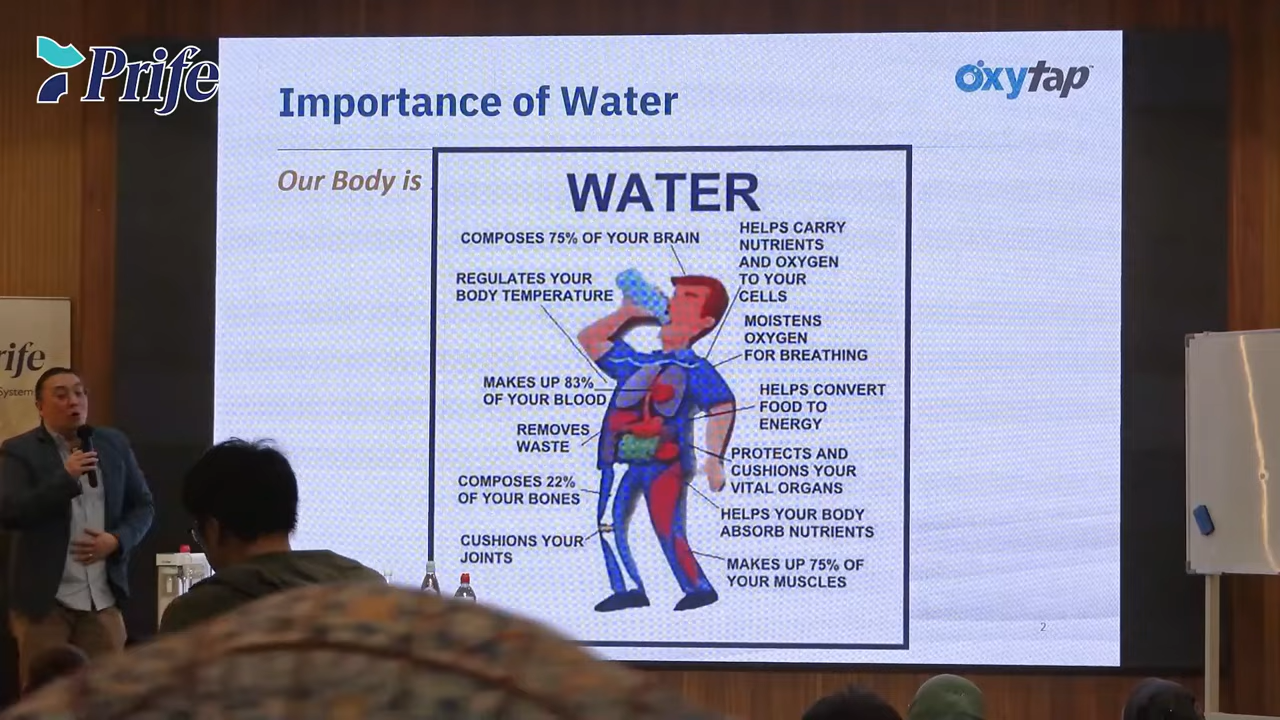 Prife
oxytap
Importance of Water
Our Body is
WATER
COMPOSES 75% OF YOUR BRAIN
HELPS CARRY
NUTRIENTS
AND OXYGEN
TO YOUR
CELLS
REGULATES YOUR
BODY TEMPERATURE
MOISTENS
OXYGEN
FOR BREATHING
MAKES UP 83%
OF YOUR BLOOD
HELPS CONVERT
FOOD TO
ENERGY
REMOVES
WASTE
PROTECTS AND
CUSHIONS YOUR
VITAL ORGANS
COMPOSES 22%
OF YOUR BONES
HELPS YOUR BODY
ABSORB NUTRIENTS
CUSHIONS YOUR
JOINTS
MAKES UP 75% OF
YOUR MUSCLES
2
rife
System